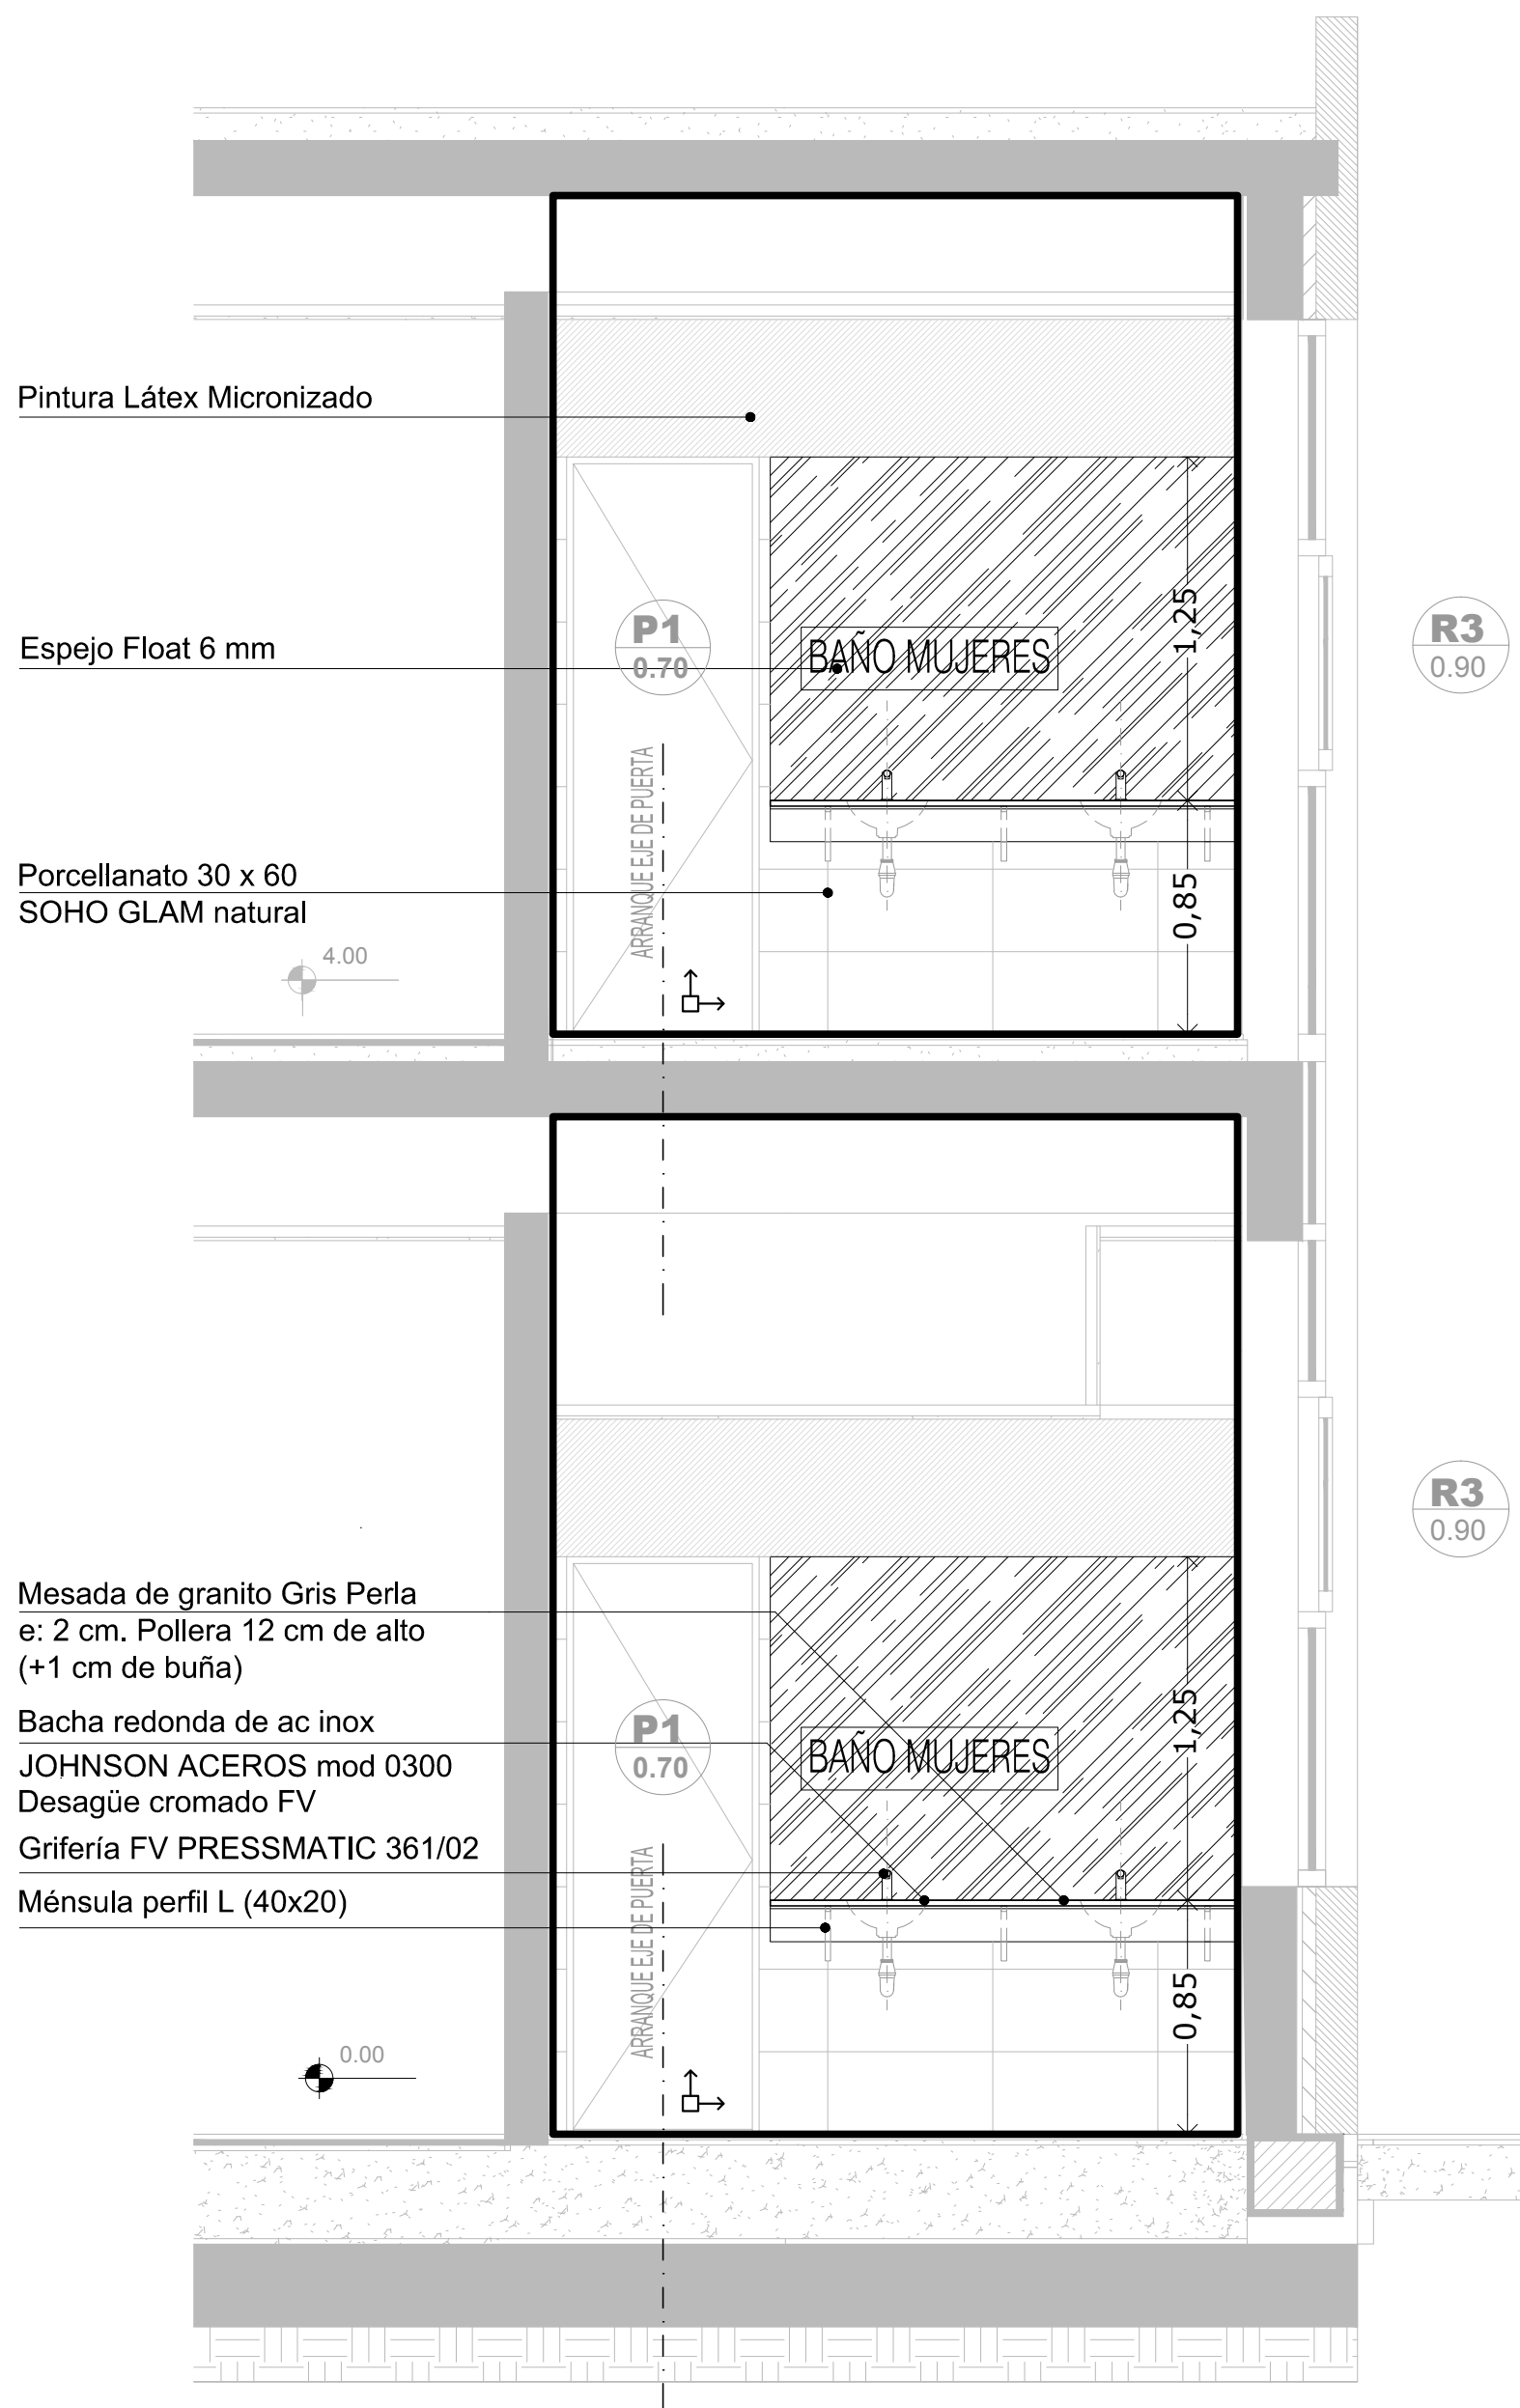 Pintura Látex Micronizado
1,25
P1
0.70
BAÑO MUJERES
R3
0.90
Espejo Float 6 mm
ARRANQUE EJE DE PUERTA
Porcellanato 30 x 60
SOHO GLAM natural
0,85
4.00
R3
0.90
Mesada de granito Gris Perla
e: 2 cm. Pollera 12 cm de alto
(+1 cm de buña)
1,25
Bacha redonda de ac inox
JOHNSON ACEROS mod 0300
Desagüe cromado FV
P1
0.70
BAÑO MUJERES
Grifería FV PRESSMATIC 361/02
Ménsula perfil L (40x20)
ARRANQUE EJE DE PUERTA
0,85
0.00